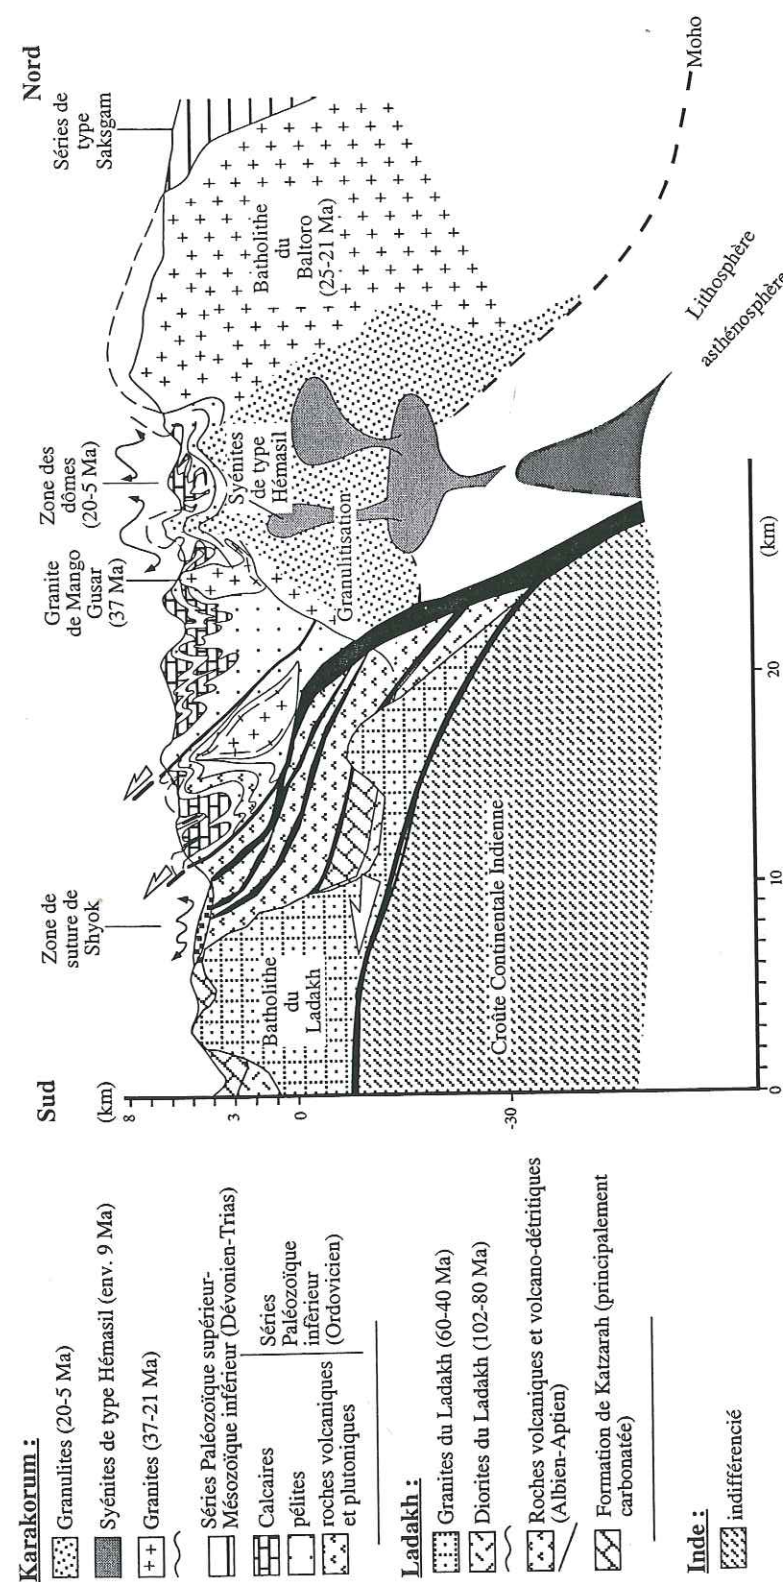 Sud
Nord
Zone de
suture de
Shyok
Granite
de Mango
Gusar
(37 Ma)
Zone des
dômes
(20-5 Ma)
Séries de
type
Saksgam
(km)
8
3
0
-30
Batholithe
du
Ladakh
Syénites
de type
Hémasil
Granulitisation
Batholithe
du
Baltoro
(25-21 Ma)
Croûte Continentale Indienne
Moho
Lithosphère
asthénosphère
0
10
20
(km)
Karakorum :
Granulites (20-5 Ma)
Syénites de type Hémasil (env. 9 Ma)
Granites (37-21 Ma)
Séries Paléozoïque supérieur-
Mésozoïque inférieur (Dévonien-Trias)
Calcaires
pélites
roches volcaniques
et plutoniques
Séries
Paléozoïque
inférieur
(Ordovicien)
Ladakh :
Granites du Ladakh (60-40 Ma)
Diorites du Ladakh (102-80 Ma)
Roches volcaniques et volcano-détritiques
(Albien-Aptien)
Formation de Katzarah (principalement
carbonatée)
Inde :
indifférencié